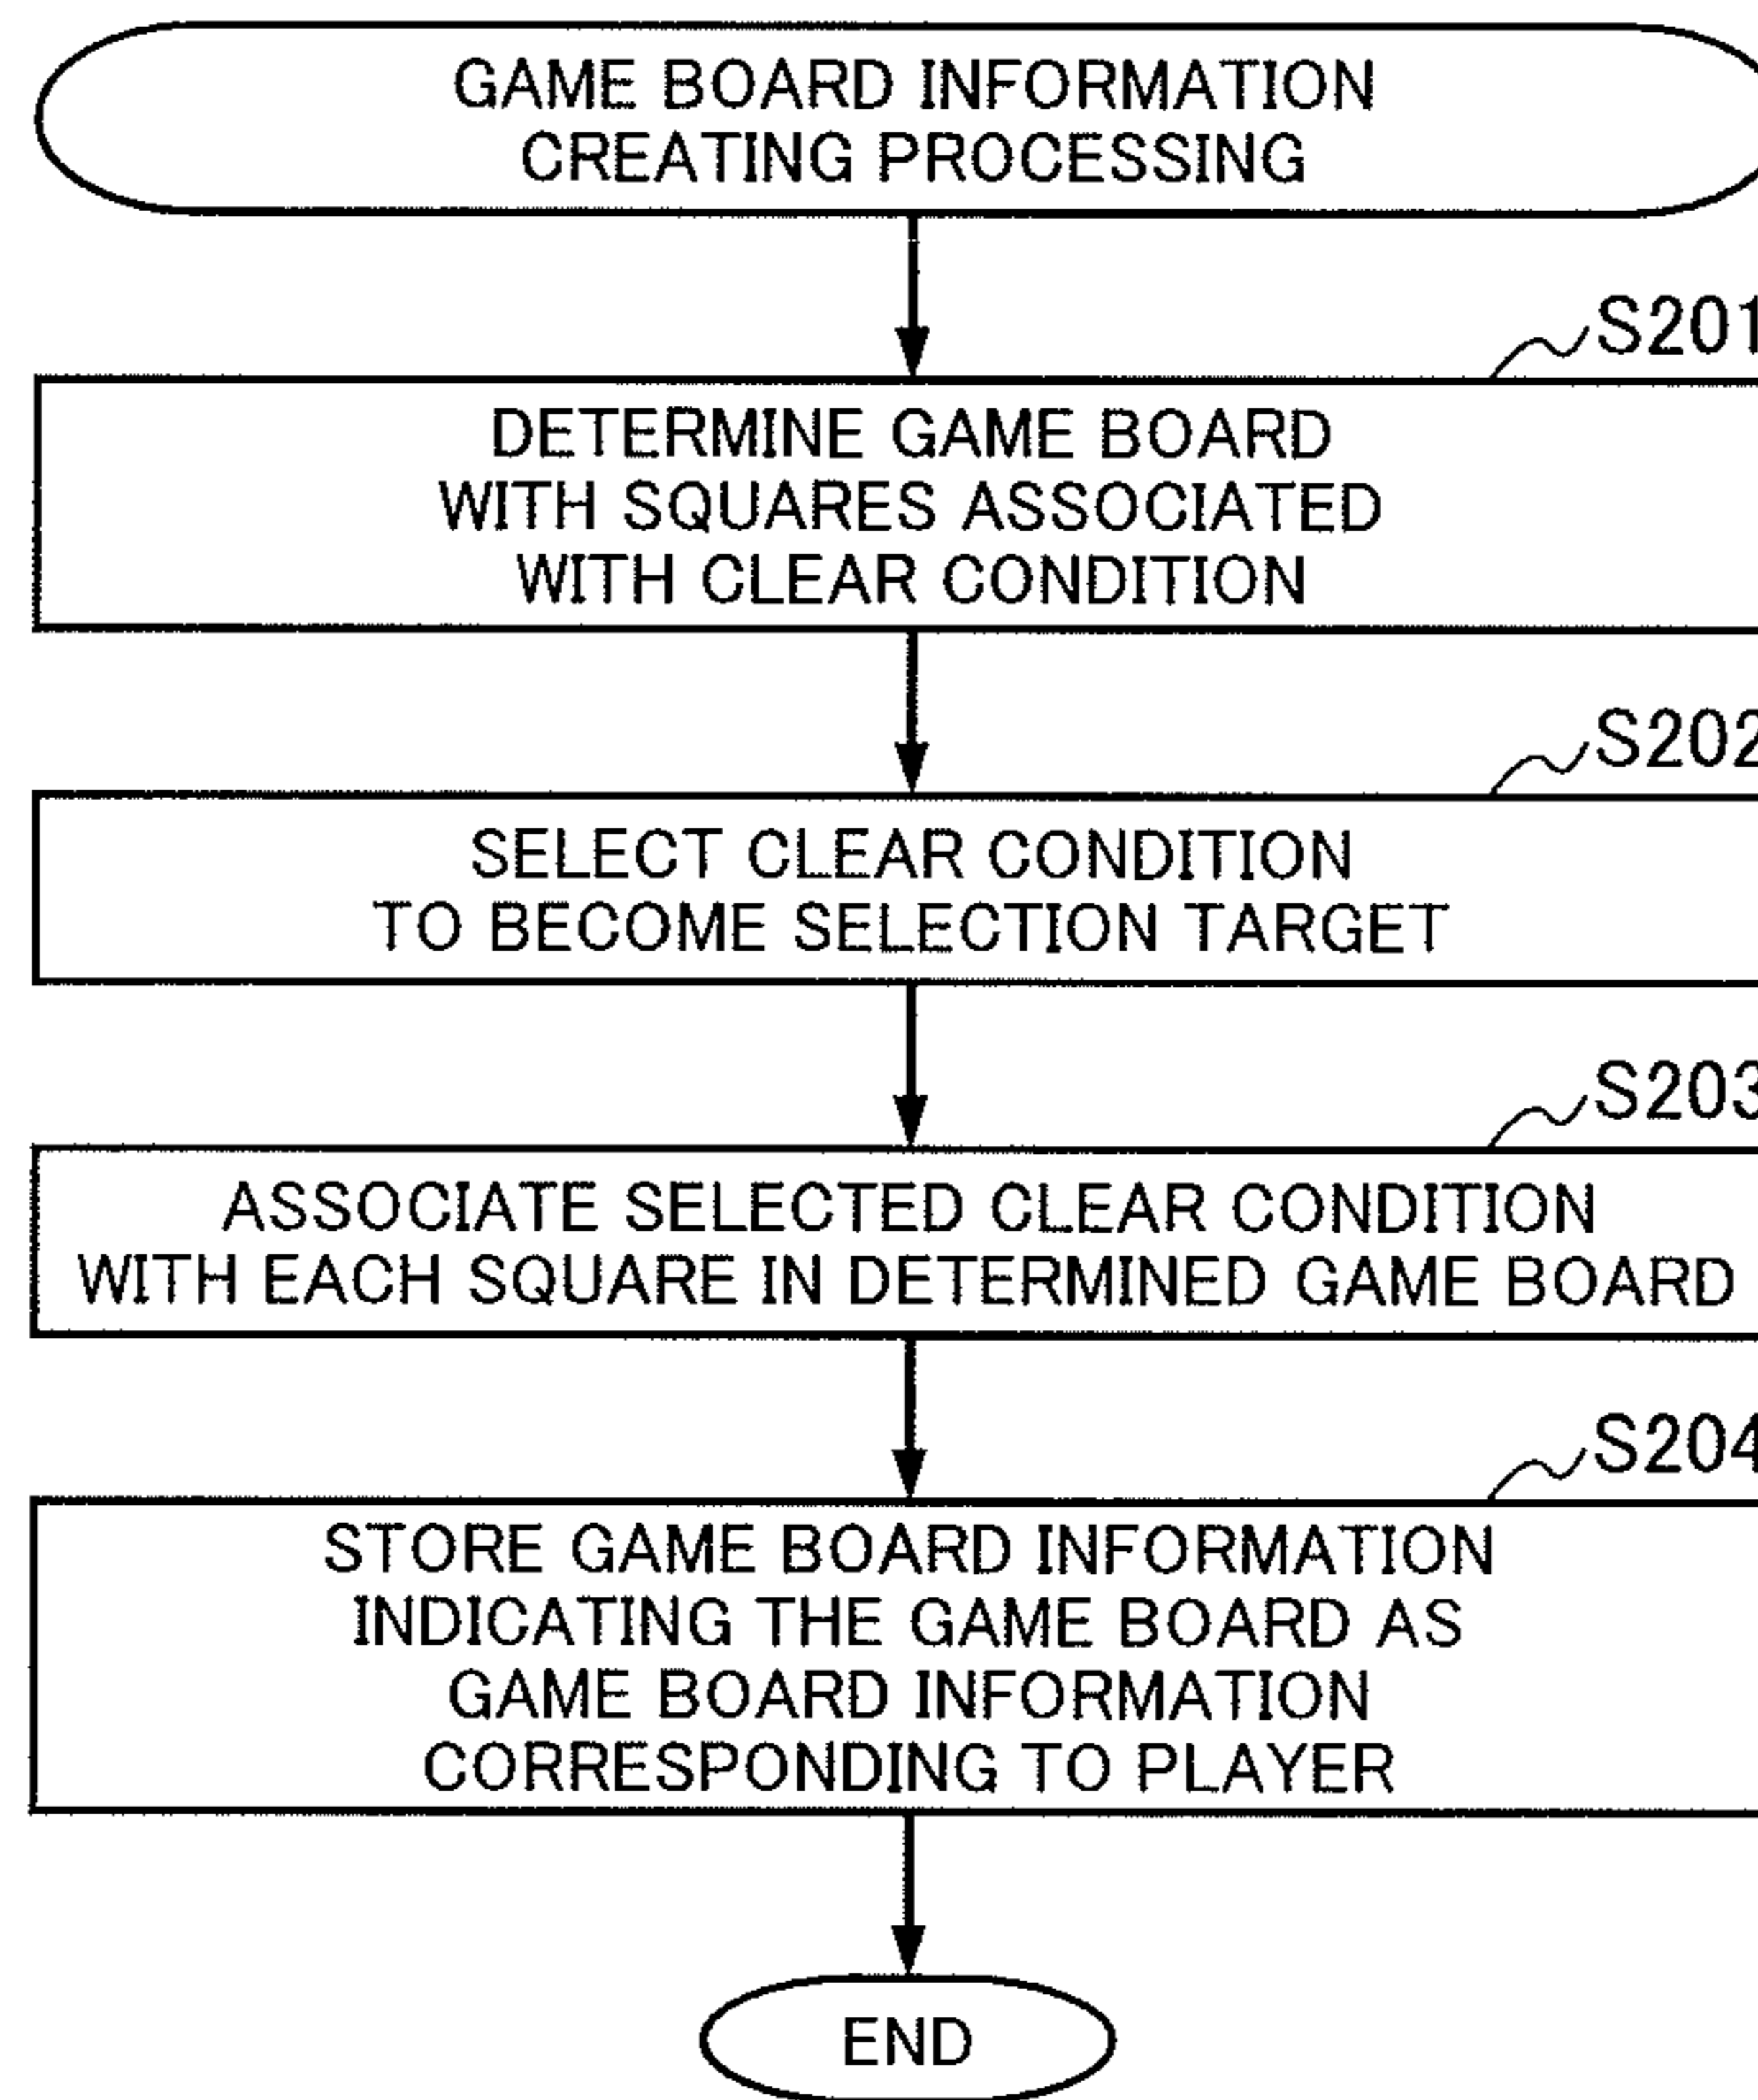 GAME BOARD INFORMATION
CREATING PROCESSING
S201
DETERMINE GAME BOARD
WITH SQUARES ASSOCIATED
WITH CLEAR CONDITION
S202
SELECT CLEAR CONDITION
TO BECOME SELECTION TARGET
S203
ASSOCIATE SELECTED CLEAR CONDITION
WITH EACH SQUARE IN DETERMINED GAME BOARD
S204
STORE GAME BOARD INFORMATION
INDICATING THE GAME BOARD AS
GAME BOARD INFORMATION
CORRESPONDING TO PLAYER
END